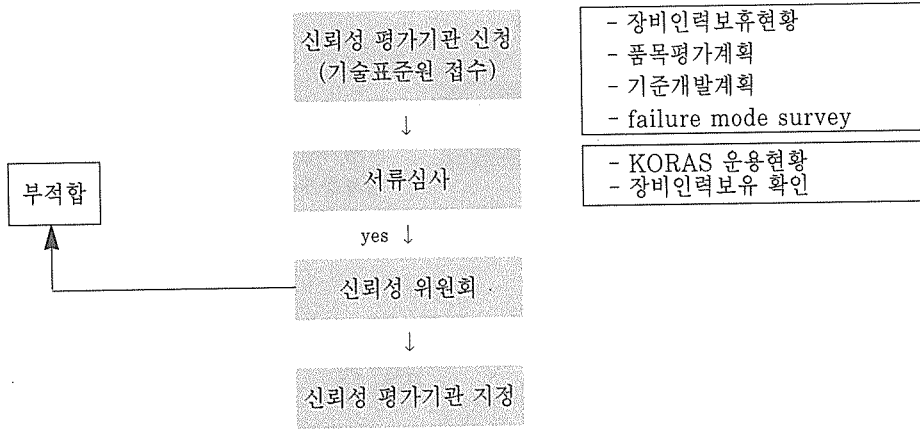 신뢰성 평가기관 신청
(기술표준원 접수)
- 장비인력보휴현황
- 품목평가계획
- 기준개발계획
- failure mode survey
↓
서류심사
- KORAS 운용현황
- 장비인력보유 확인
부적합
yes ↓
신뢰성 위원회
↓
신뢰성 평가기관 지정